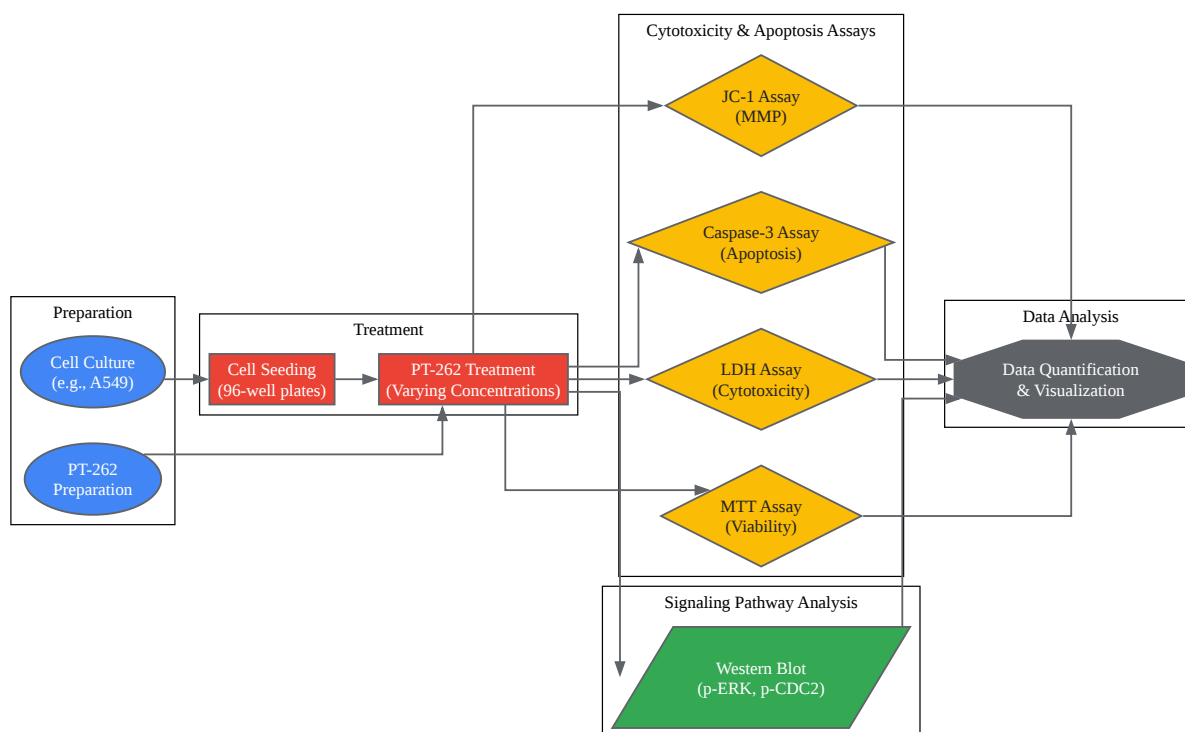 Cytotoxicity & Apoptosis Assays
JC-1 Assay
(MMP)
Caspase-3 Assay
(Apoptosis)
LDH Assay
(Cytotoxicity)
MTT Assay
(Viability)
Preparation
Cell Culture
(e.g., A549)
PT-262
Preparation
Treatment
Cell Seeding
(96-well plates)
PT-262 Treatment
(Varying Concentrations)
Data Analysis
Data Quantification
& Visualization
Signaling Pathway Analysis
Western Blot
(p-ERK, p-CDC2)